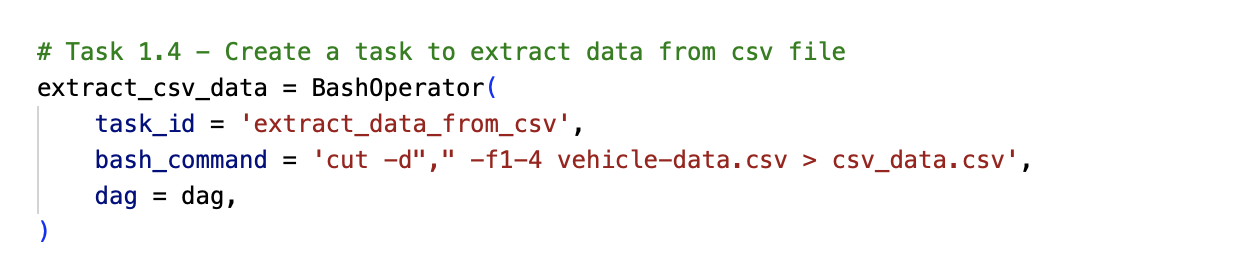 # Task 1.4 – Create a task to extract data from csv file
extract_csv_data = BashOperator(
    task_id = 'extract_data_from_csv',
    bash_command = 'cut -d"," -f1-4 vehicle-data.csv > csv_data.csv',
    dag = dag,
)